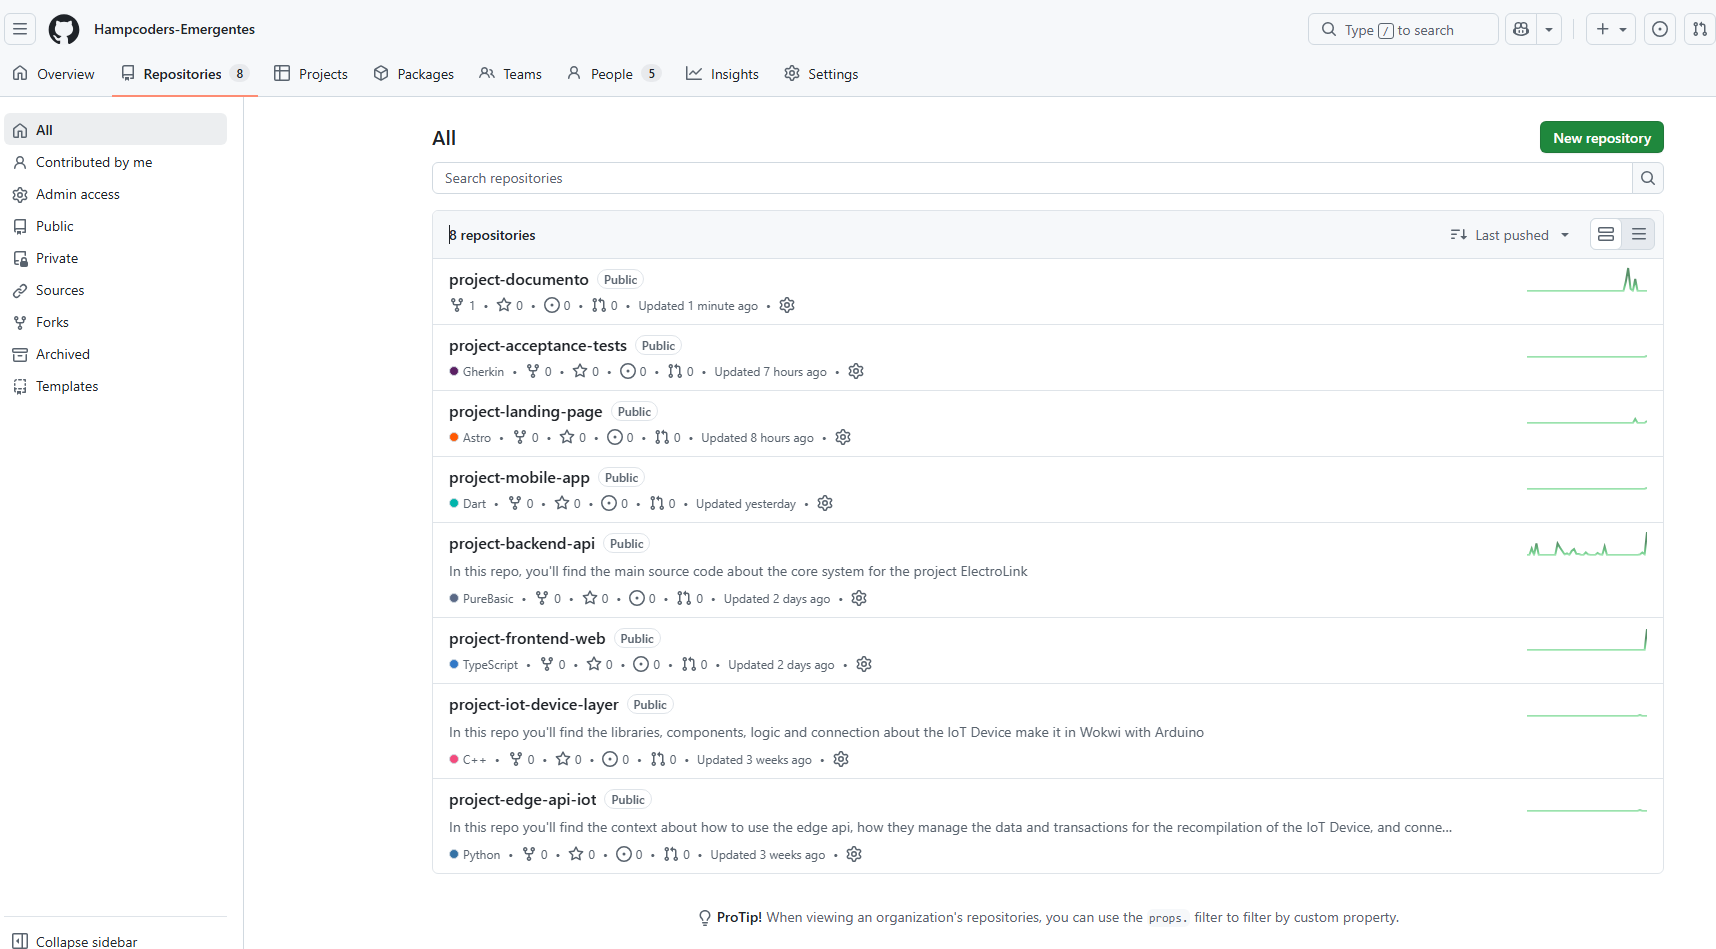 Hampcoders-Emergentes
Type / to search
Overview
Repositories 8
Projects
Packages
Teams
People 5
Insights
Settings
All
Contributed by me
Admin access
Public
Private
Sources
Forks
Archived
Templates
Collapse sidebar
All
New repository
Search repositories
8 repositories
Last pushed
project-documento Public
1 • 0 • 0 • 0 • Updated 1 minute ago •
project-acceptance-tests Public
Gherkin • 0 • 0 • 0 • 0 • Updated 7 hours ago •
project-landing-page Public
Astro • 0 • 0 • 0 • 0 • Updated 8 hours ago •
project-mobile-app Public
Dart • 0 • 0 • 0 • 0 • Updated yesterday •
project-backend-api Public
In this repo, you'll find the main source code about the core system for the project ElectroLink
PureBasic • 0 • 0 • 0 • 0 • Updated 2 days ago •
project-frontend-web Public
TypeScript • 0 • 0 • 0 • 0 • Updated 2 days ago •
project-iot-device-layer Public
In this repo you'll find the libraries, components, logic and connection about the IoT Device make it in Wokwi with Arduino
C++ • 0 • 0 • 0 • 0 • Updated 3 weeks ago •
project-edge-api-iot Public
In this repo you'll find the context about how to use the edge api, how they manage the data and transactions for the recompilation of the IoT Device, and conne...
Python • 0 • 0 • 0 • 0 • Updated 3 weeks ago •
ProTip! When viewing an organization's repositories, you can use the props. filter to filter by custom property.